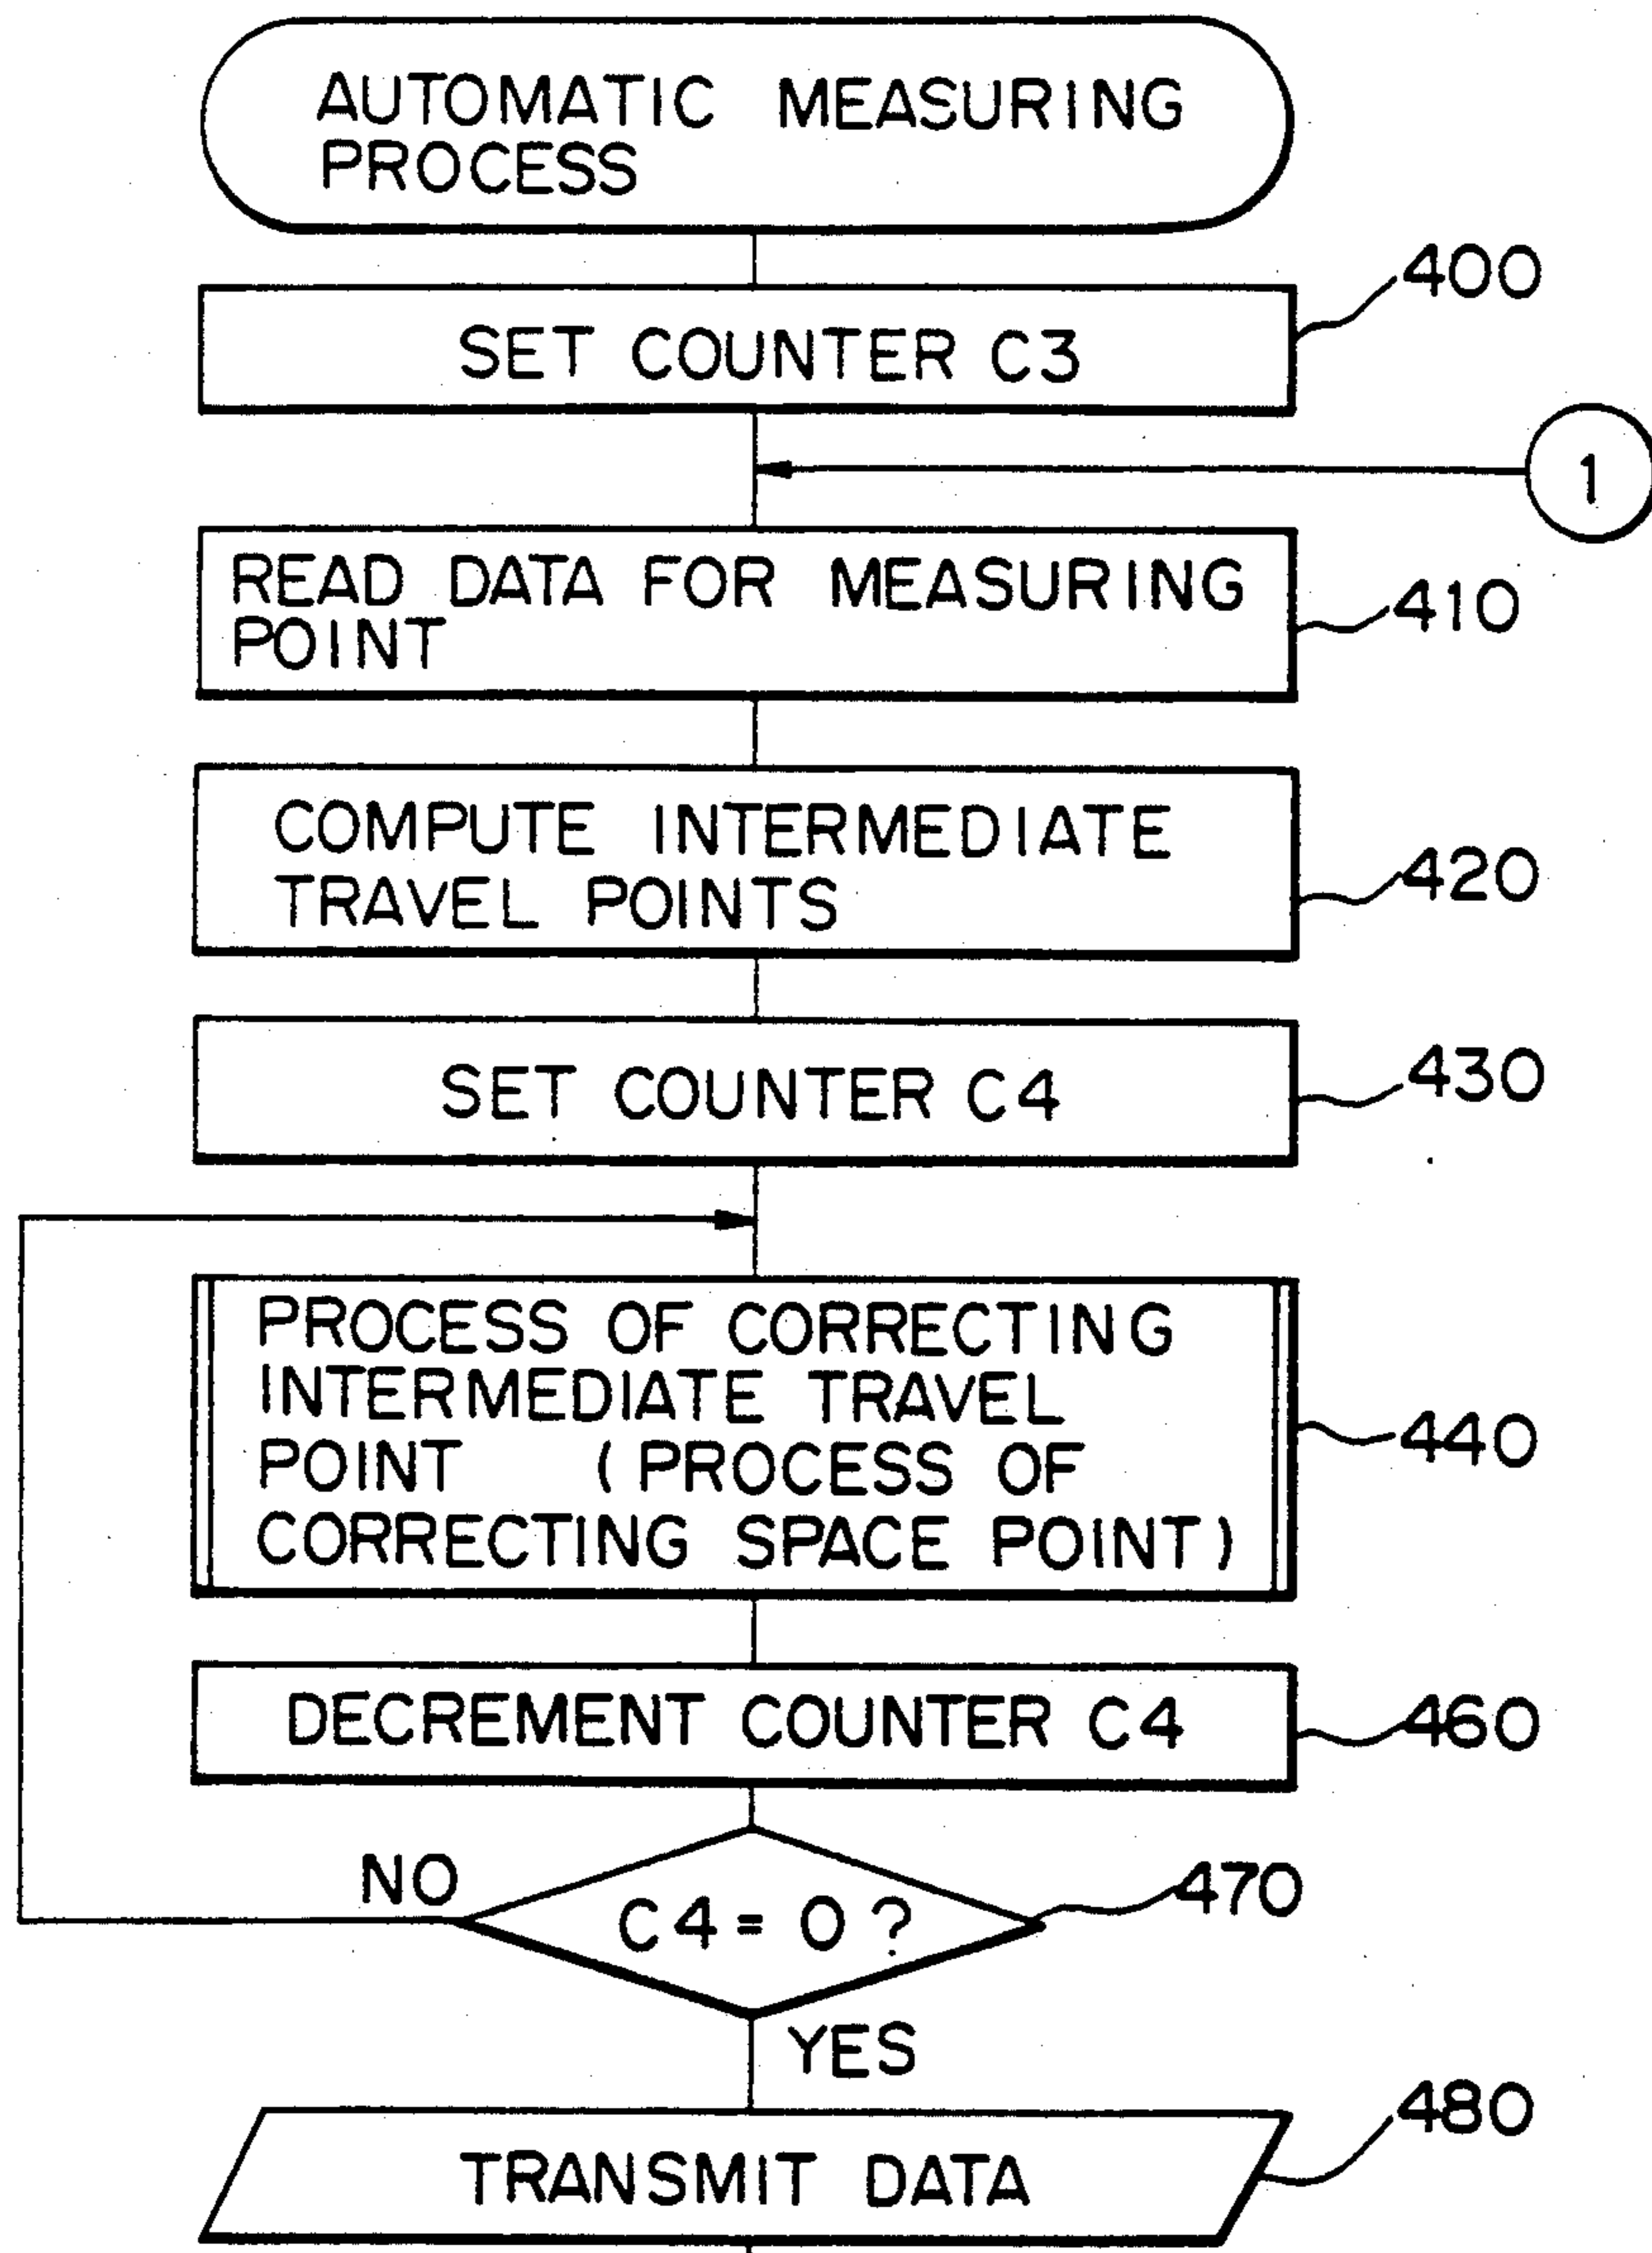 AUTOMATIC MEASURING
PROCESS
400
SET COUNTER C3
1
READ DATA FOR MEASURING
POINT
410
COMPUTE INTERMEDIATE
TRAVEL POINTS
420
SET COUNTER C4
430
PROCESS OF CORRECTING
INTERMEDIATE TRAVEL
POINT (PROCESS OF
CORRECTING SPACE POINT)
440
DECREMENT COUNTER C4
460
NO
C4 = 0 ?
470
YES
480
TRANSMIT DATA